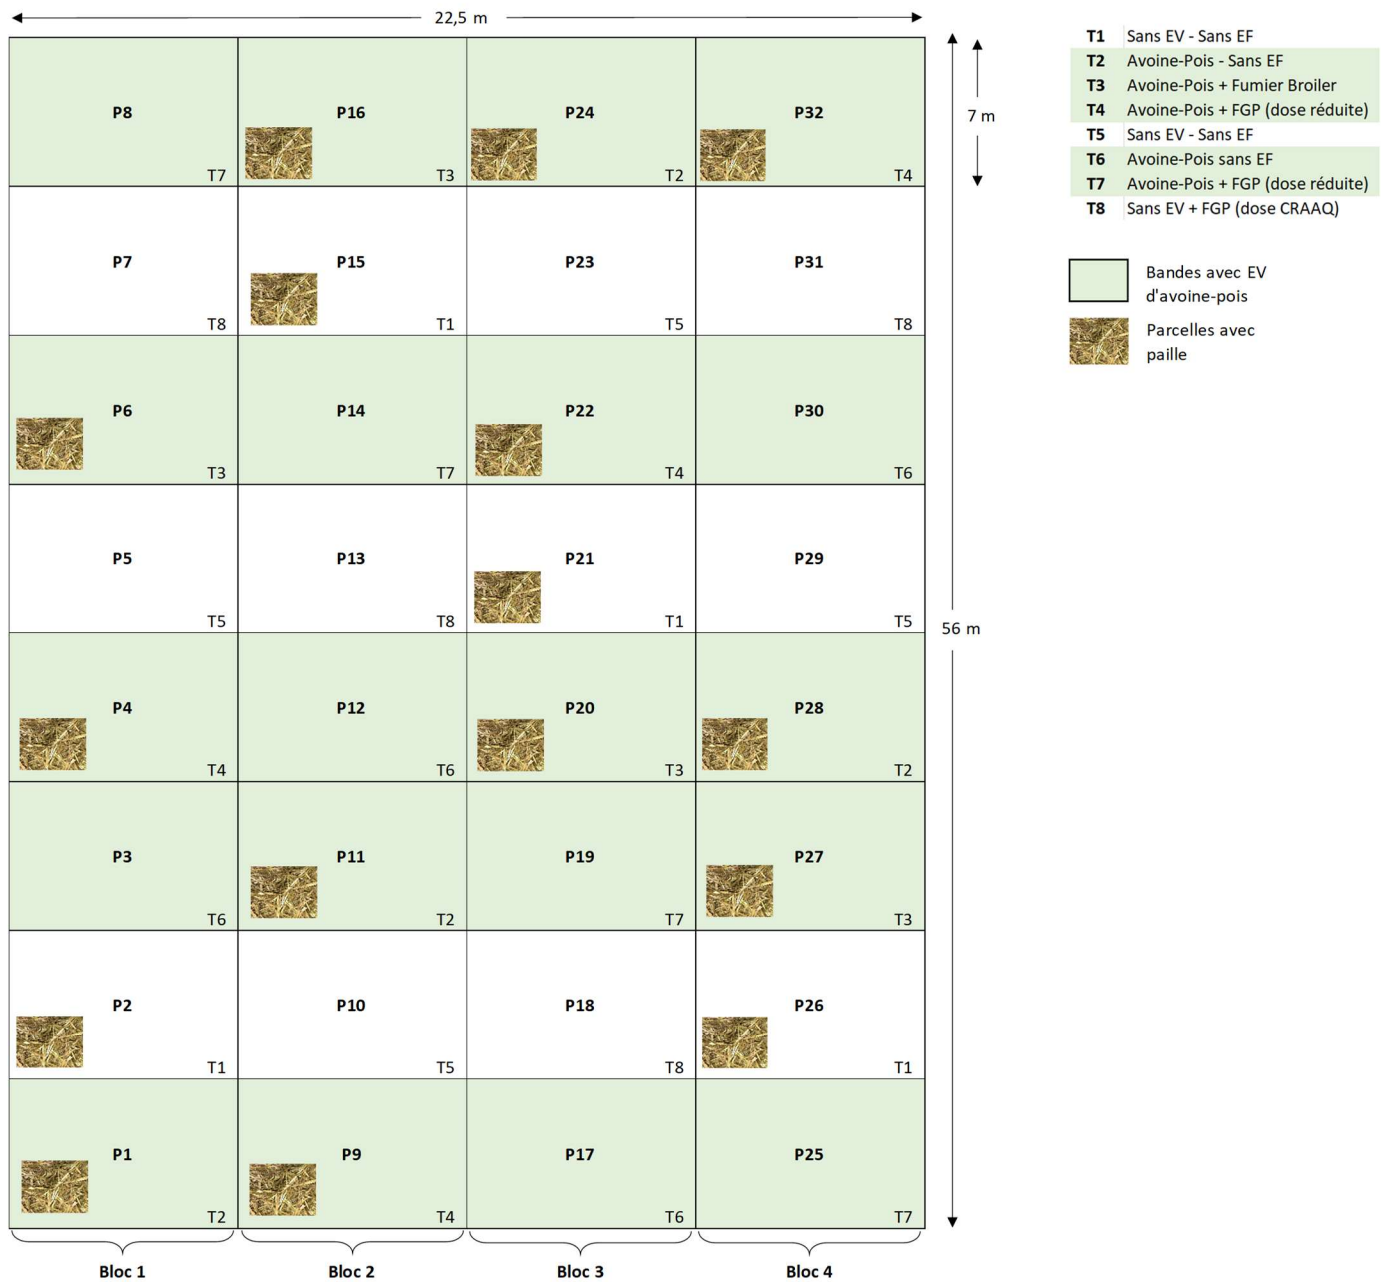 22,5 m
T1 Sans EV - Sans EF
T2 Avoine-Pois - Sans EF
T3 Avoine-Pois + Fumier Broiler
T4 Avoine-Pois + FGP (dose réduite)
T5 Sans EV - Sans EF
T6 Avoine-Pois sans EF
T7 Avoine-Pois + FGP (dose réduite)
T8 Sans EV + FGP (dose CRAAQ)
Bandes avec EV
d'avoine-pois
Parcelles avec
paille
7 m
56 m
P8 P16 P24 P32
T7 T3 T2 T4
P7 P15 P23 P31
T8 T1 T5 T8
P6 P14 P22 P30
T3 T7 T4 T6
P5 P13 P21 P29
T5 T8 T1 T5
P4 P12 P20 P28
T4 T6 T3 T2
P3 P11 P19 P27
T6 T2 T7 T3
P2 P10 P18 P26
T1 T5 T8 T1
P1 P9 P17 P25
T2 T4 T6 T7
Bloc 1 Bloc 2 Bloc 3 Bloc 4